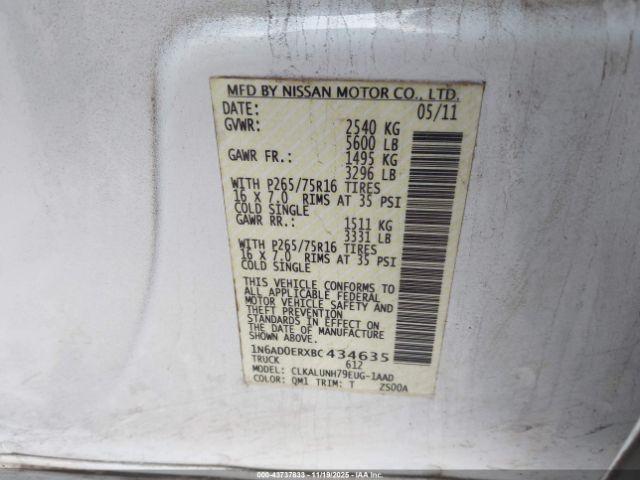 MFD BY NISSAN MOTOR CO., LTD.
DATE: 05/11
GVWR: 2540 KG
5600 LB
GAWR FR.: 1495 KG
3296 LB
WITH P265/75R16 TIRES
16 X 7.0 RIMS AT 35 PSI
COLD SINGLE
GAWR RR.: 1511 KG
3331 LB
WITH P265/75R16 TIRES
16 X 7.0 RIMS AT 35 PSI
COLD SINGLE
THIS VEHICLE CONFORMS TO
ALL APPLICABLE FEDERAL
MOTOR VEHICLE SAFETY AND
THEFT PREVENTION
STANDARDS IN EFFECT ON
THE DATE OF MANUFACTURE
SHOWN ABOVE.
1N6AD0ERXBC434635
TRUCK 612
MODEL: CLKALUNH79EUG-1AAD
COLOR: QM1 TRIM: T ZS00A
000-43737833 - 11/19/2025 - IAAI.COM